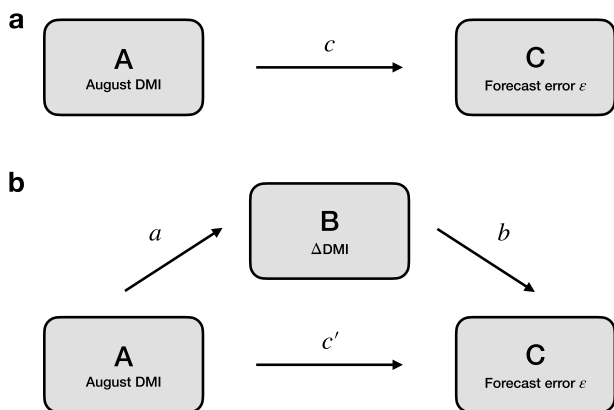 a
A
August DMI
c
C
Forecast error ε
b
B
ΔDMI
a
b
A
August DMI
c′
C
Forecast error ε